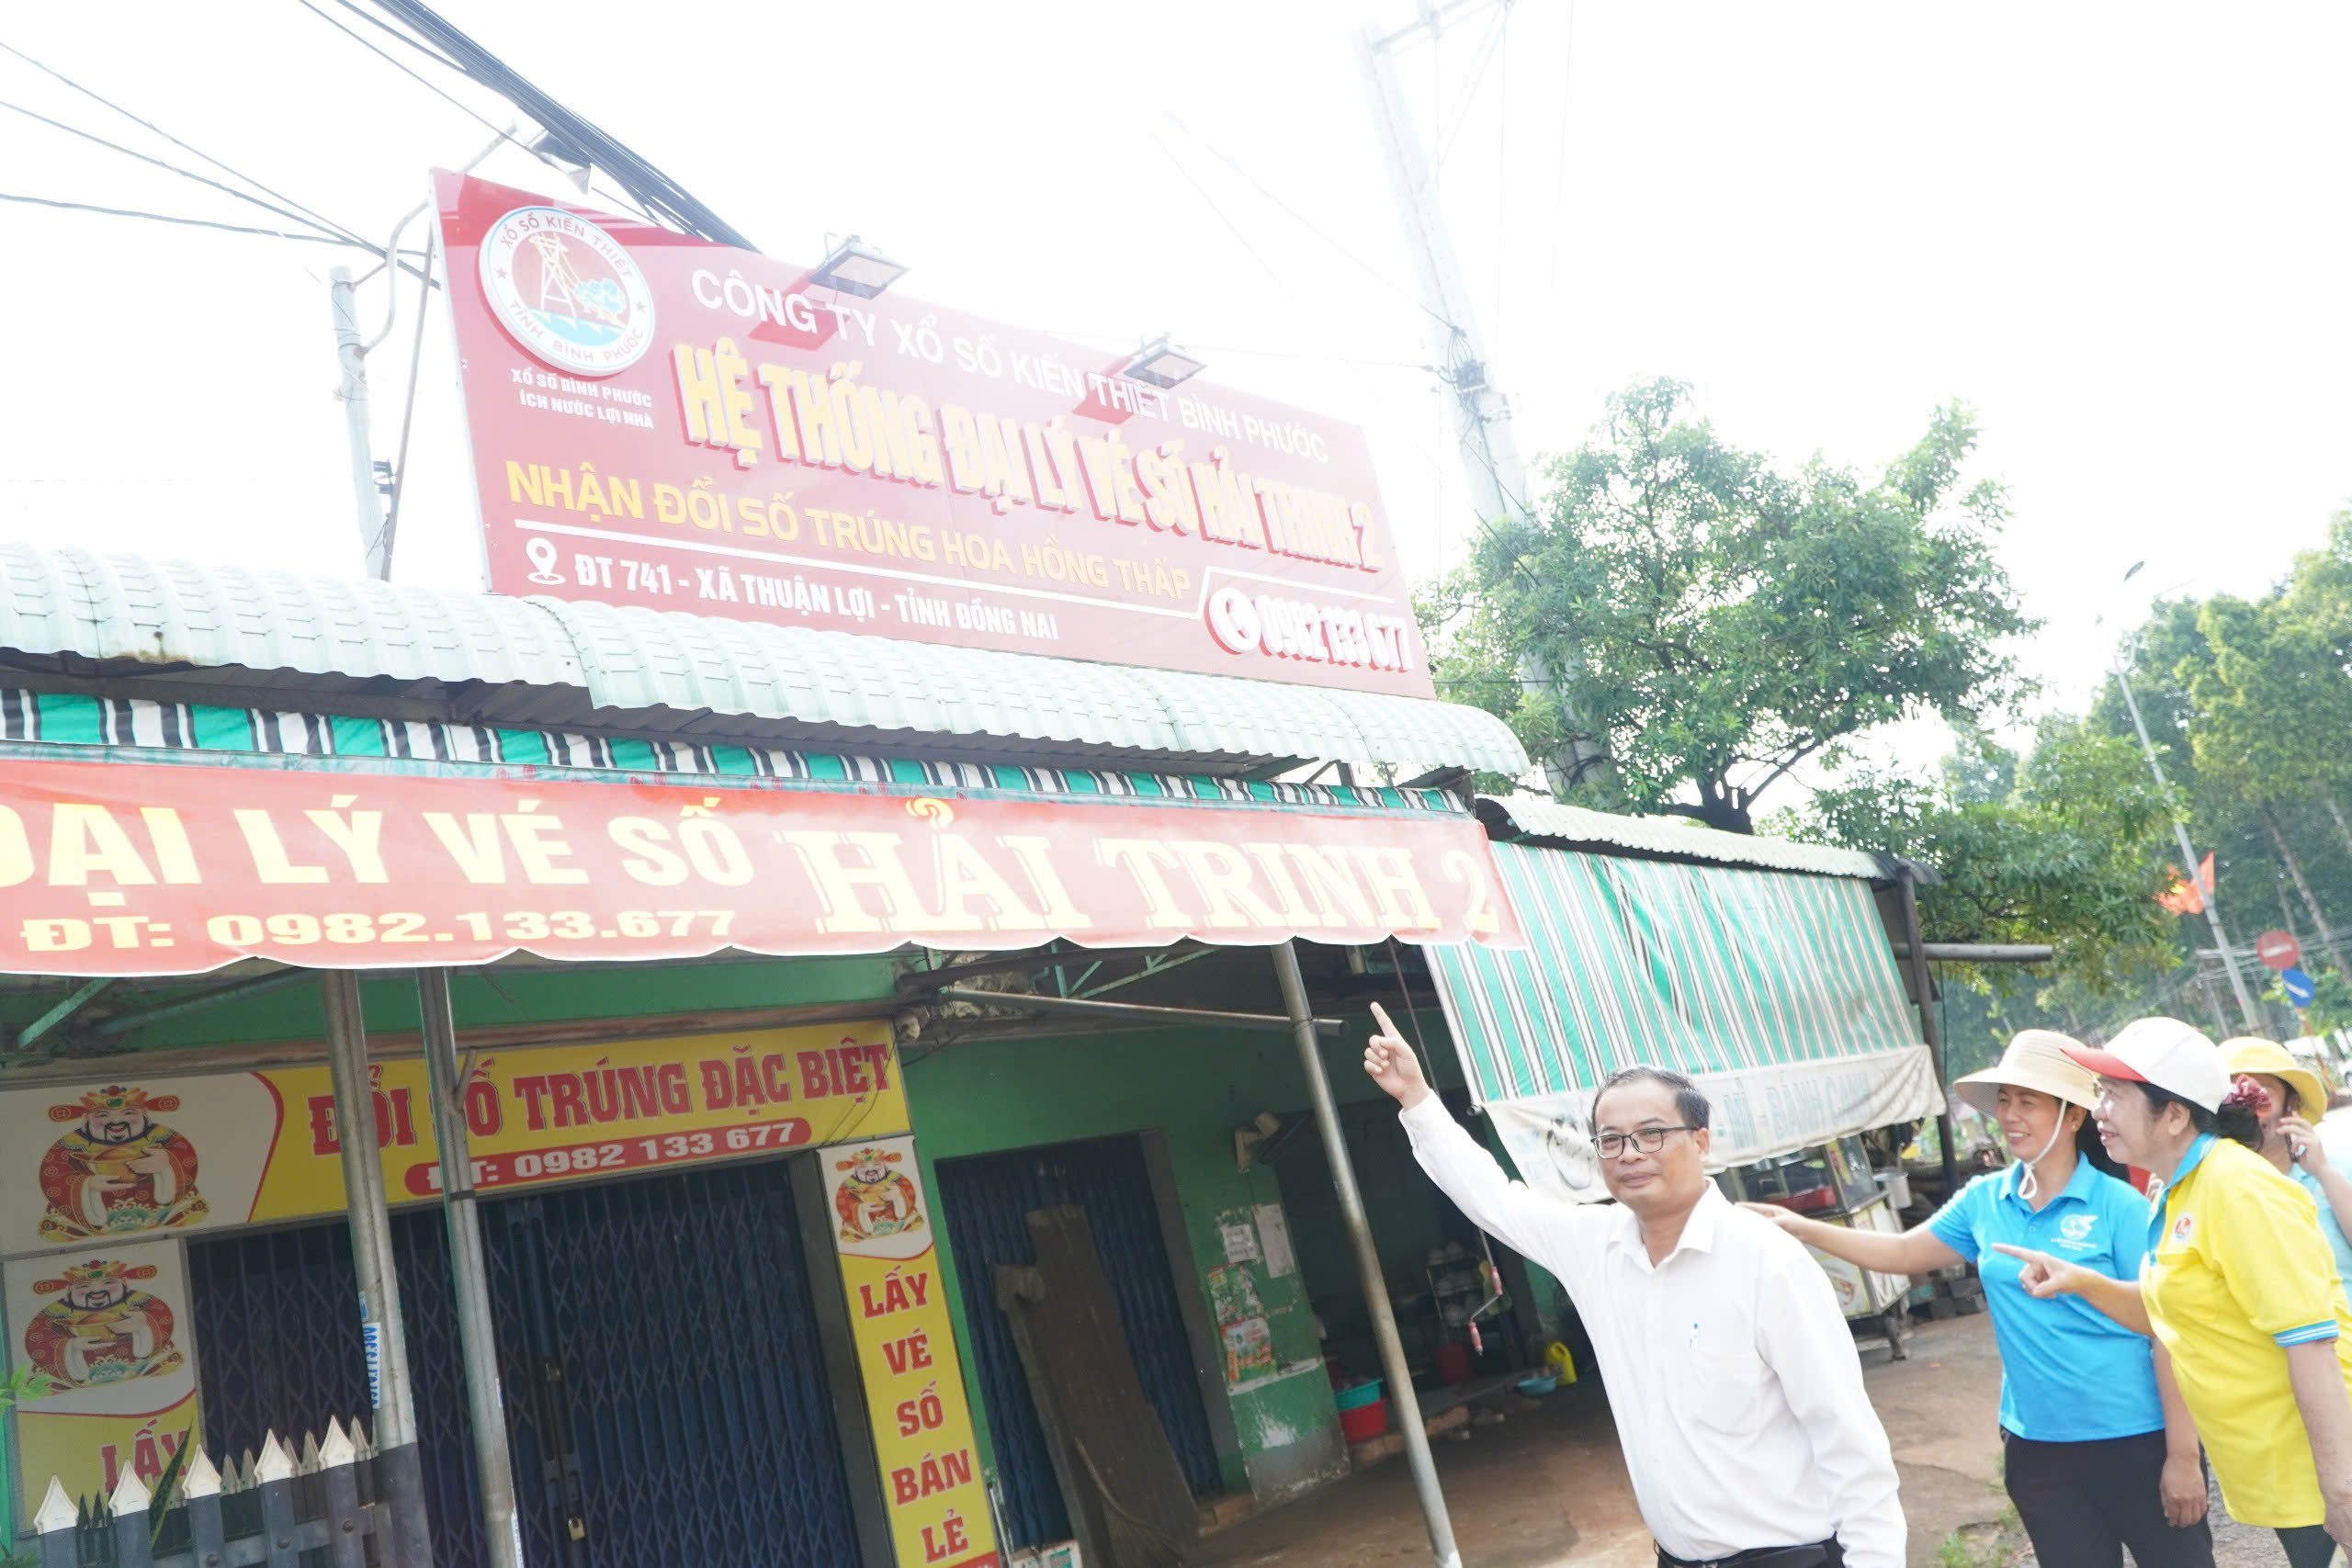 XỔ SỐ KIẾN THIẾT
TỈNH BÌNH PHƯỚC
XỔ SỐ BÌNH PHƯỚC
ÍCH NƯỚC LỢI NHÀ
CÔNG TY XỔ SỐ KIẾN THIẾT BÌNH PHƯỚC
HỆ THỐNG ĐẠI LÝ VÉ SỐ HẢI TRINH 2
NHẬN ĐỔI SỐ TRÚNG HOA HỒNG THẤP
ĐT 741 - XÃ THUẬN LỢI - TỈNH ĐỒNG NAI
0982 133 677
ĐẠI LÝ VÉ SỐ HẢI TRINH 2
ĐT: 0982.133.677
ĐỔI SỐ TRÚNG ĐẶC BIỆT
ĐT: 0982 133 677
LẤY
VÉ
SỐ
BÁN
LẺ
LẤY